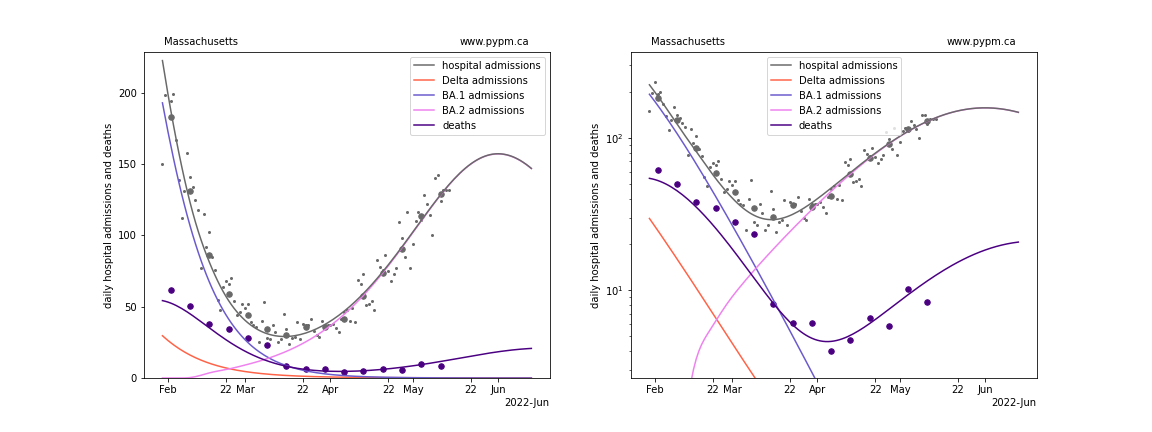 Massachusetts www.pypm.ca
daily hospital admissions and deaths
200
150
100
50
0
hospital admissions
Delta admissions
BA.1 admissions
BA.2 admissions
deaths
Feb 22 Mar 22 Apr 22 May 22 Jun
2022-Jun
Massachusetts www.pypm.ca
daily hospital admissions and deaths
10²
10¹
hospital admissions
Delta admissions
BA.1 admissions
BA.2 admissions
deaths
Feb 22 Mar 22 Apr 22 May 22 Jun
2022-Jun